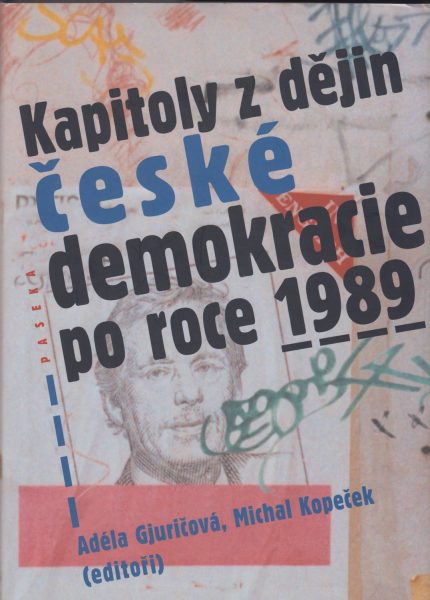 Kapitoly z dějin
české
demokracie
po roce 1989
PASEKA
Adéla Gjuričová, Michal Kopeček
(editoři)